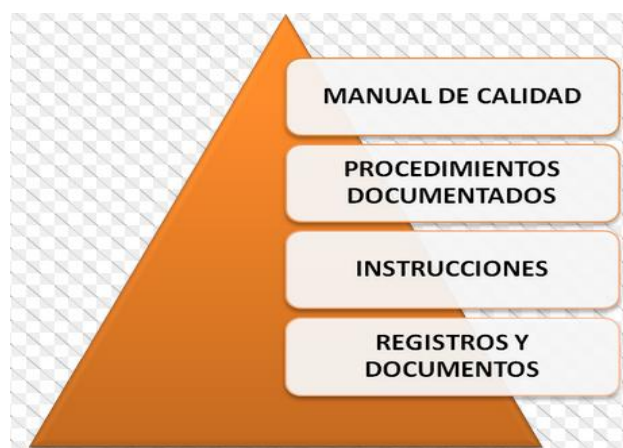 MANUAL DE CALIDAD
PROCEDIMIENTOS
DOCUMENTADOS
INSTRUCCIONES
REGISTROS Y
DOCUMENTOS